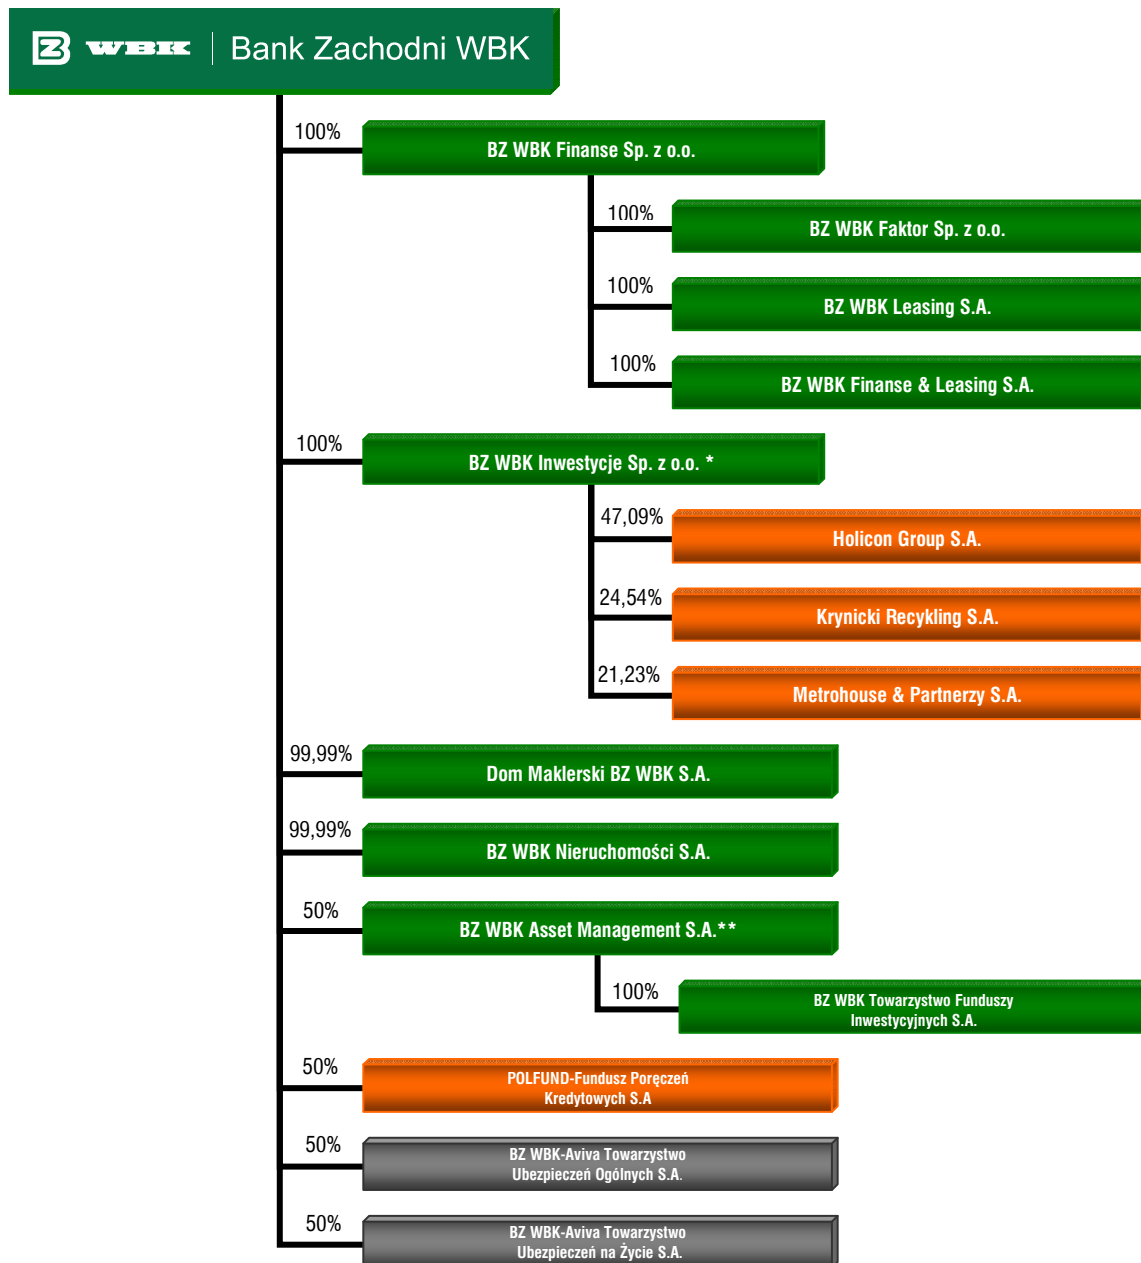 BZ WBK | Bank Zachodni WBK
100%
BZ WBK Finanse Sp. z o.o.
100%
BZ WBK Faktor Sp. z o.o.
100%
BZ WBK Leasing S.A.
100%
BZ WBK Finanse & Leasing S.A.
100%
BZ WBK Inwestycje Sp. z o.o. *
47,09%
Holicon Group S.A.
24,54%
Krynicki Recykling S.A.
21,23%
Metrohouse & Partnerzy S.A.
99,99%
Dom Maklerski BZ WBK S.A.
99,99%
BZ WBK Nieruchomości S.A.
50%
BZ WBK Asset Management S.A.**
100%
BZ WBK Towarzystwo Funduszy
Inwestycyjnych S.A.
50%
POLFUND-Fundusz Poręczeń
Kredytowych S.A
50%
BZ WBK-Aviva Towarzystwo
Ubezpieczeń Ogólnych S.A.
50%
BZ WBK-Aviva Towarzystwo
Ubezpieczeń na Życie S.A.